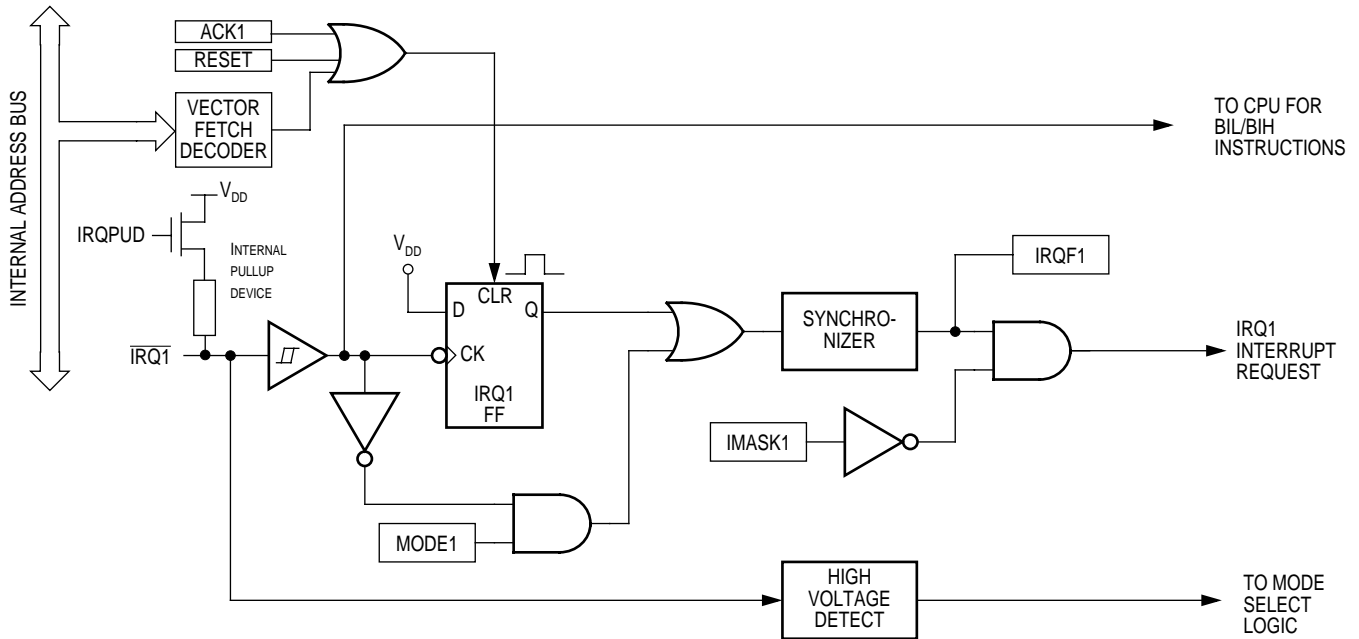 INTERNAL ADDRESS BUS
ACK1
RESET
VECTOR
FETCH
DECODER
TO CPU FOR
BIL/BIH
INSTRUCTIONS
VDD
IRQPUD
INTERNAL
PULLUP
DEVICE
VDD
D
CLR
Q
CK
IRQ1
FF
IRQ1
SYNCHRO-
NIZER
IRQF1
IRQ1
INTERRUPT
REQUEST
IMASK1
MODE1
HIGH
VOLTAGE
DETECT
TO MODE
SELECT
LOGIC